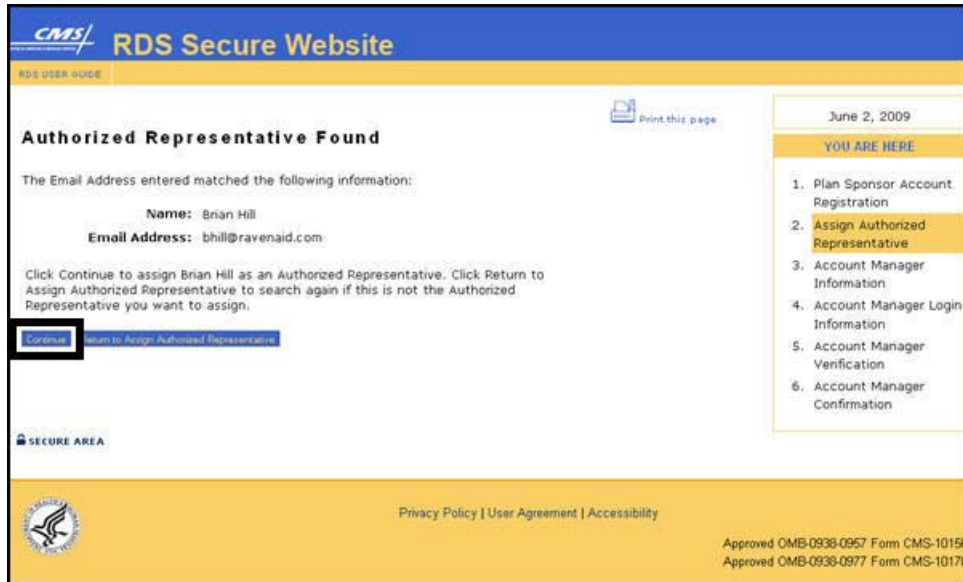 CMS/
RDS Secure Website
RDS USER GUIDE
Print this page
Authorized Representative Found
The Email Address entered matched the following information:
Name: Brian Hill
Email Address: bhill@ravenaid.com
Click Continue to assign Brian Hill as an Authorized Representative. Click Return to
Assign Authorized Representative to search again if this is not the Authorized
Representative you want to assign.
Continue
Return to Assign Authorized Representative
SECURE AREA
June 2, 2009
YOU ARE HERE
1. Plan Sponsor Account
Registration
2. Assign Authorized
Representative
3. Account Manager
Information
4. Account Manager Login
Information
5. Account Manager
Verification
6. Account Manager
Confirmation
Privacy Policy | User Agreement | Accessibility
Approved OMB-0938-0957 Form CMS-10156
Approved OMB-0938-0977 Form CMS-10170